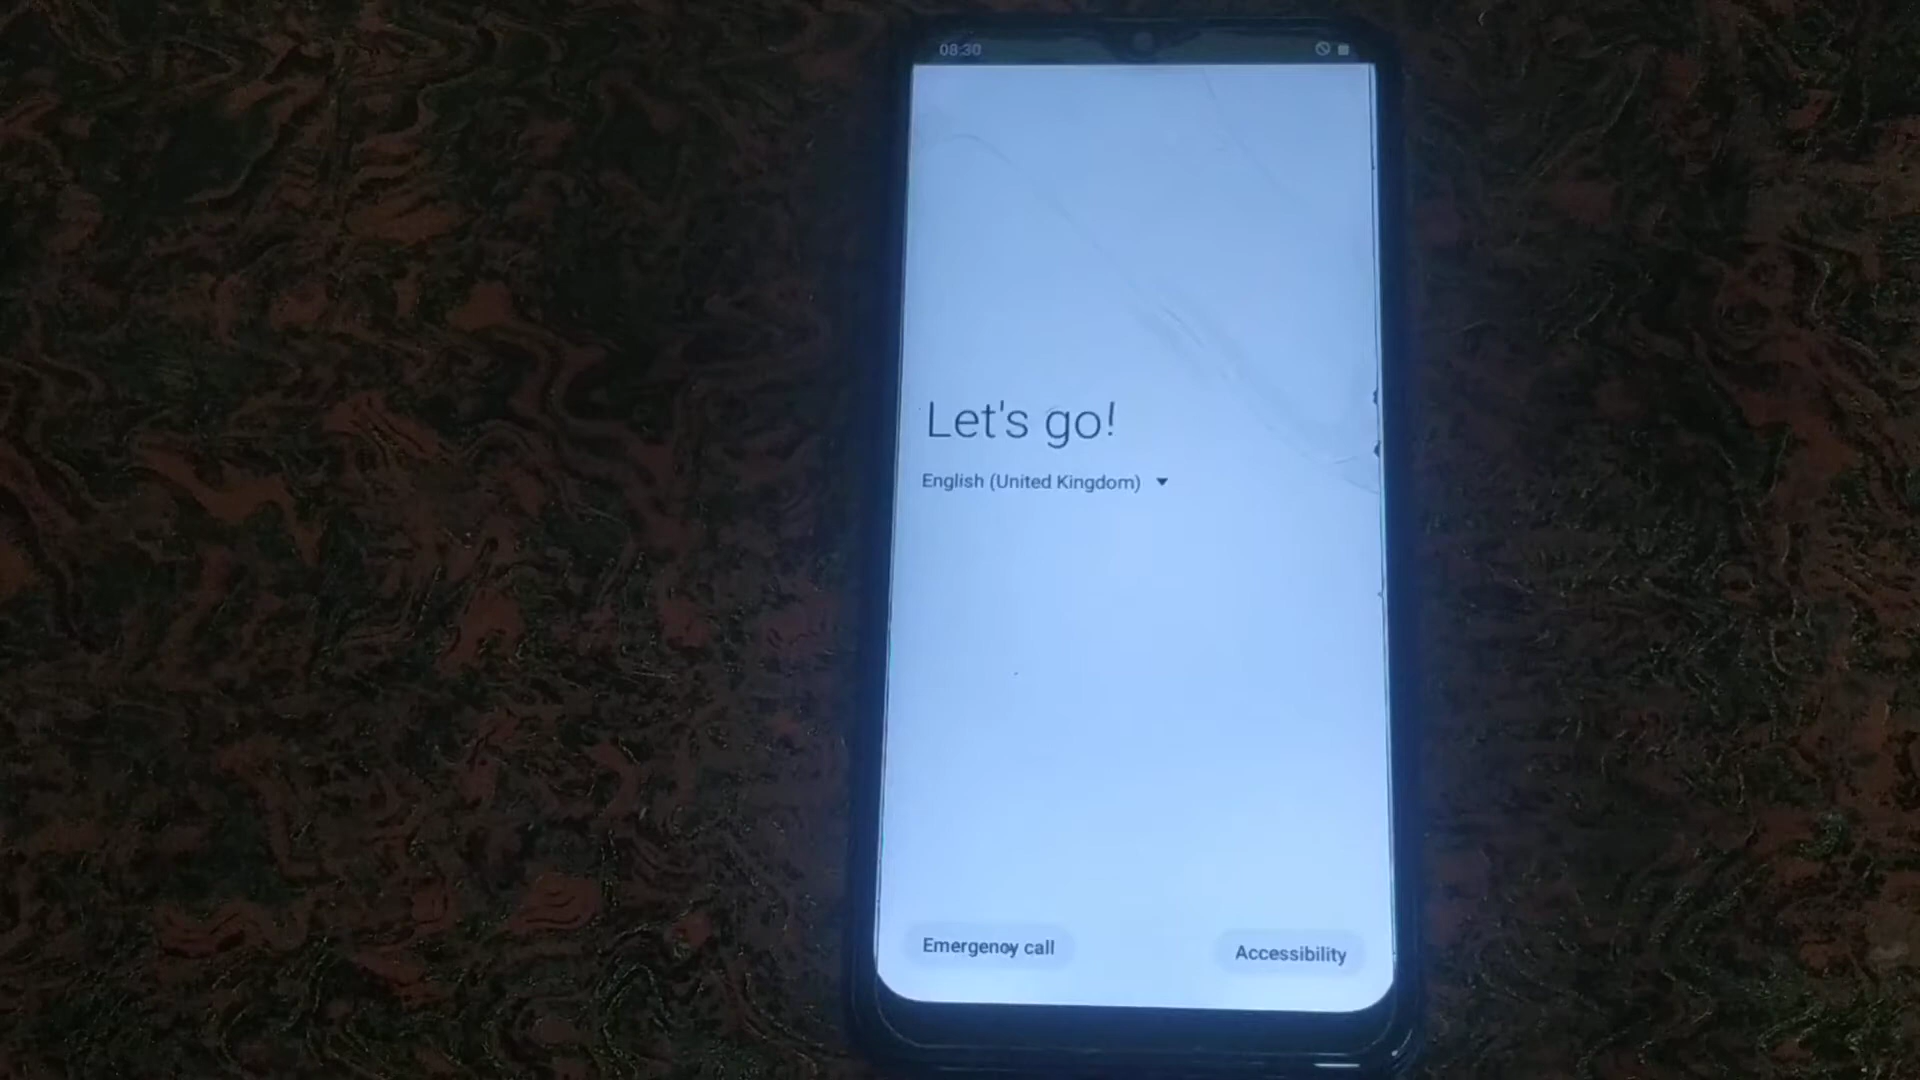 08:30
Let's go!
English (United Kingdom)
Emergency call
Accessibility